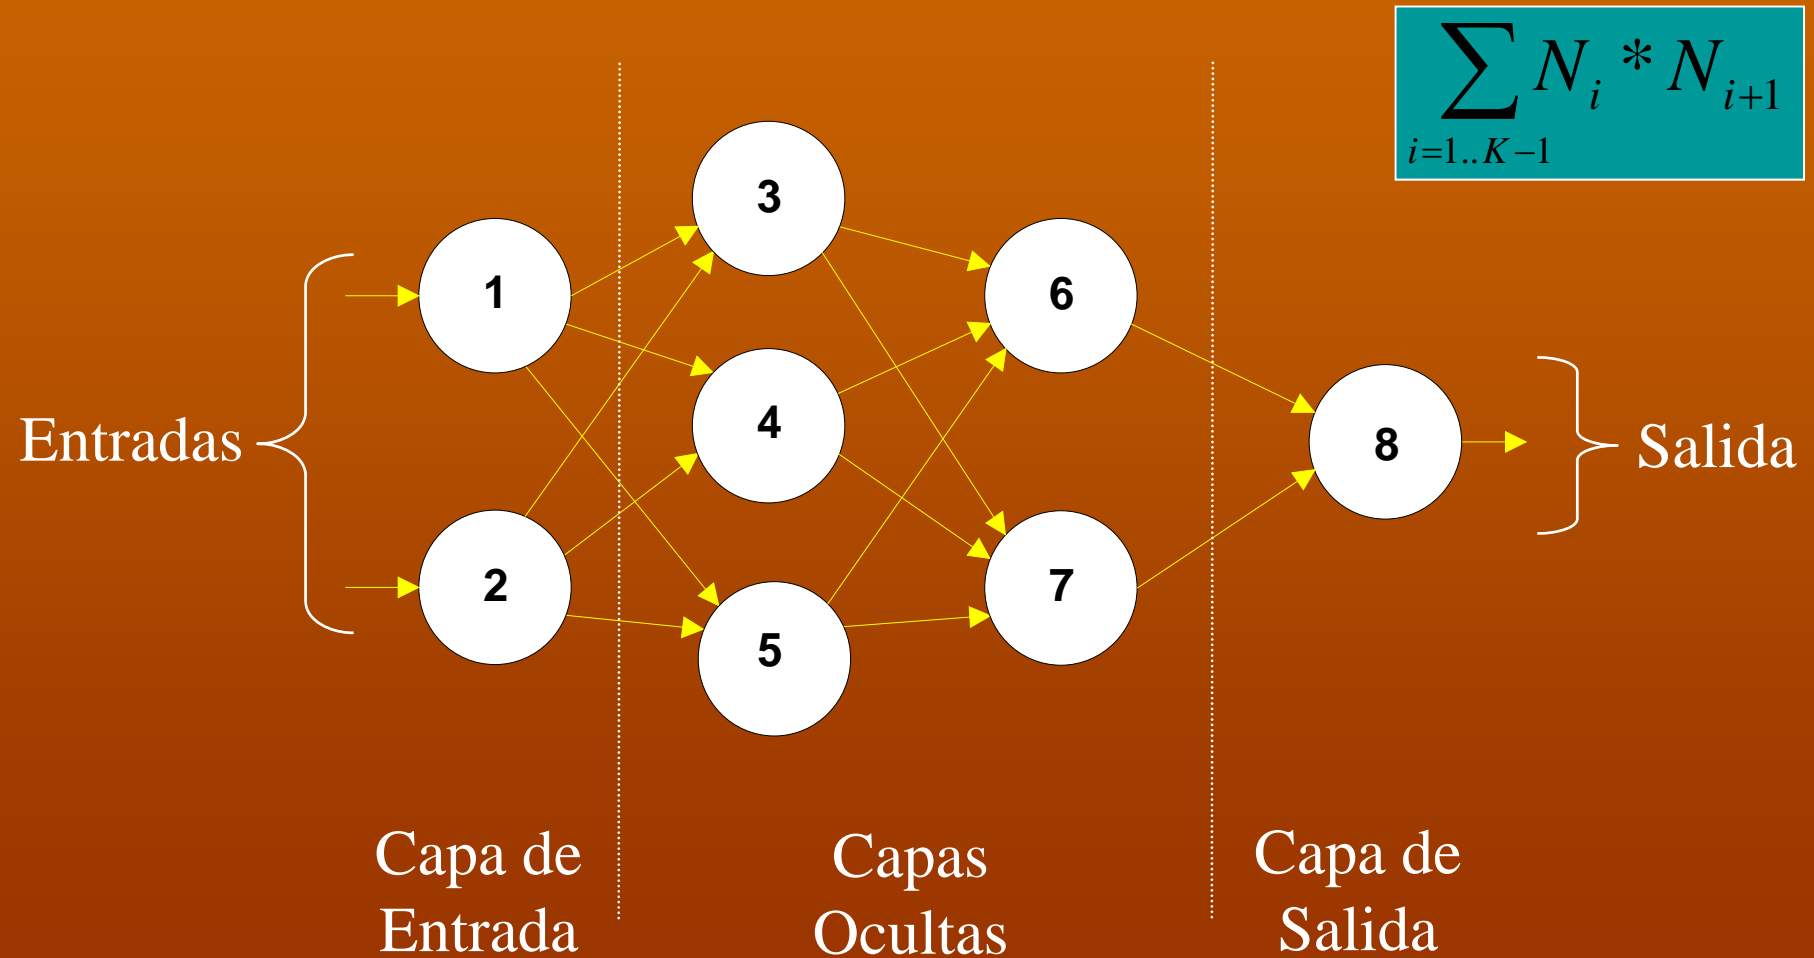 ∑ N_i * N_{i+1}
i=1..K−1
3
1
6
4
8
Entradas
Salida
2
7
5
Capa de
Entrada
Capas
Ocultas
Capa de
Salida